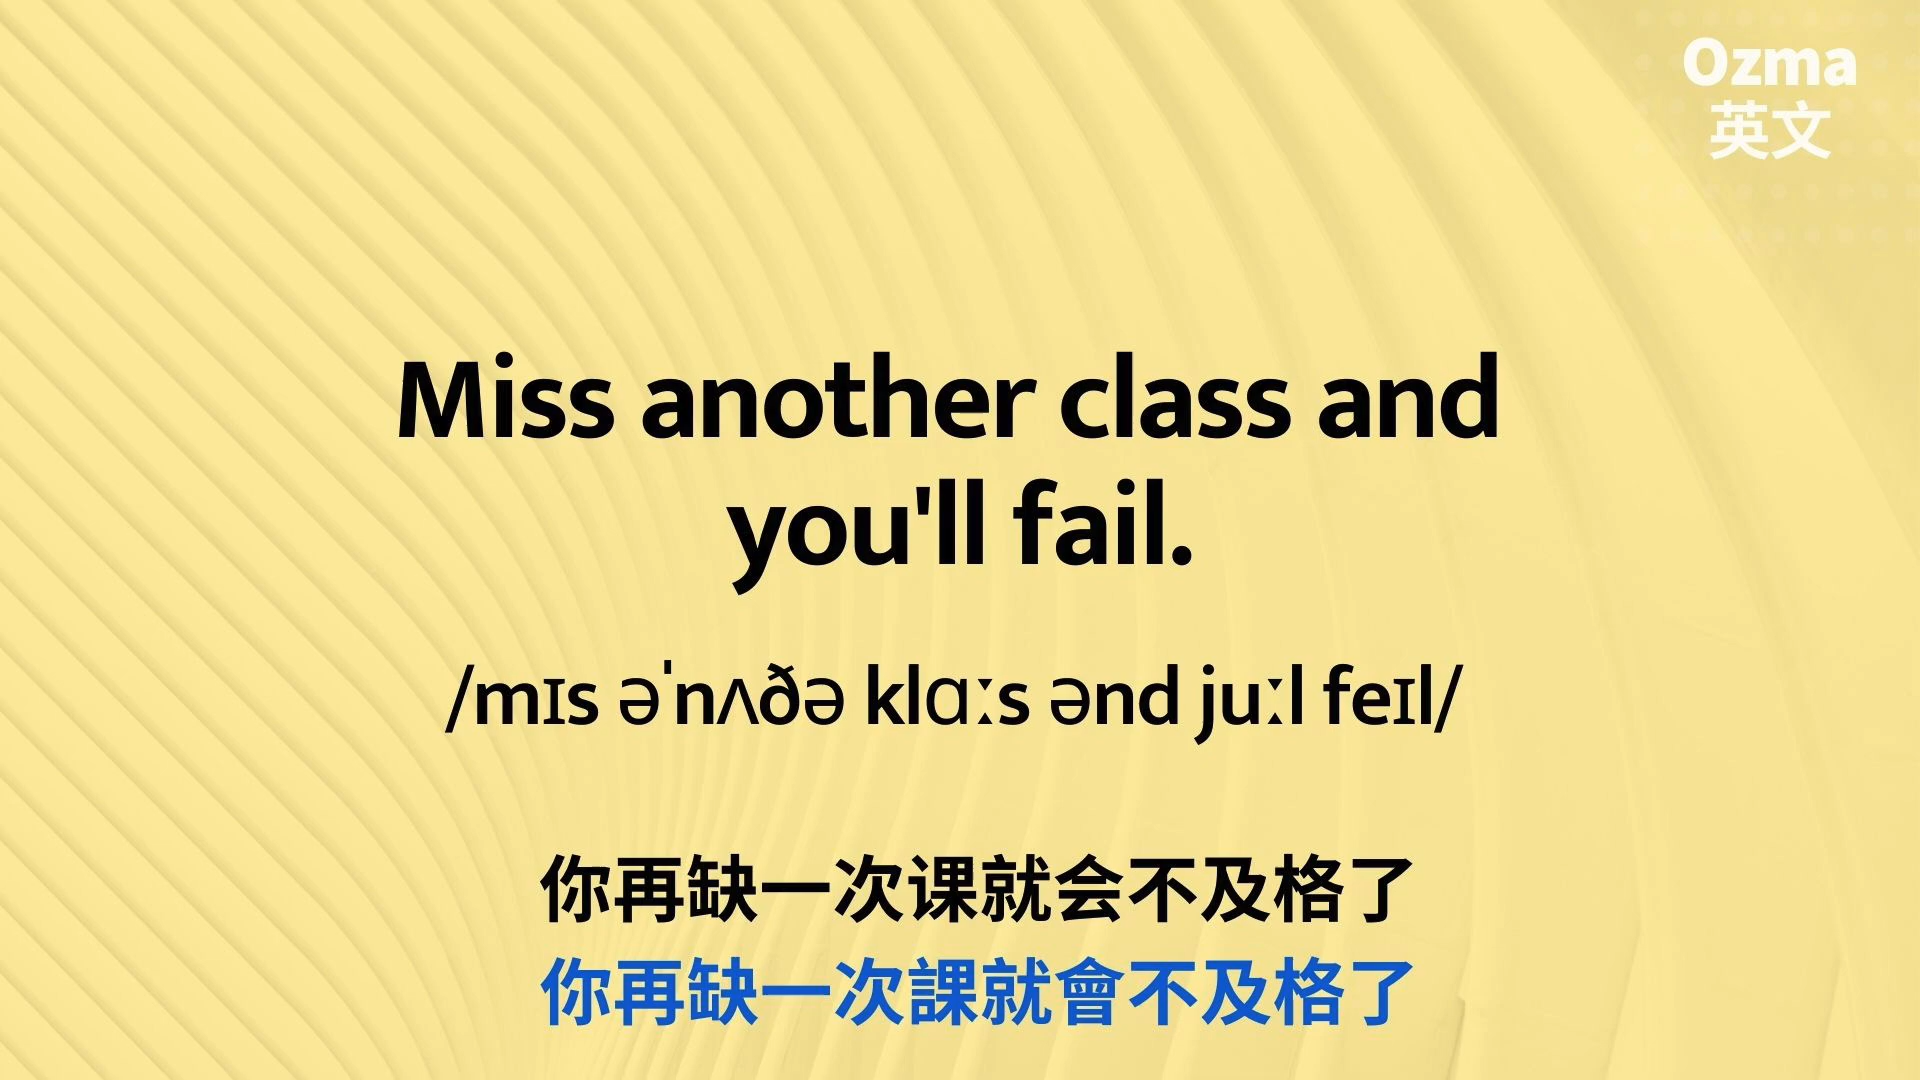 Ozma
英文
Miss another class and
you'll fail.
/mɪs əˈnʌðə klɑːs ənd juːl feɪl/
你再缺一次课就会不及格了
你再缺一次課就會不及格了